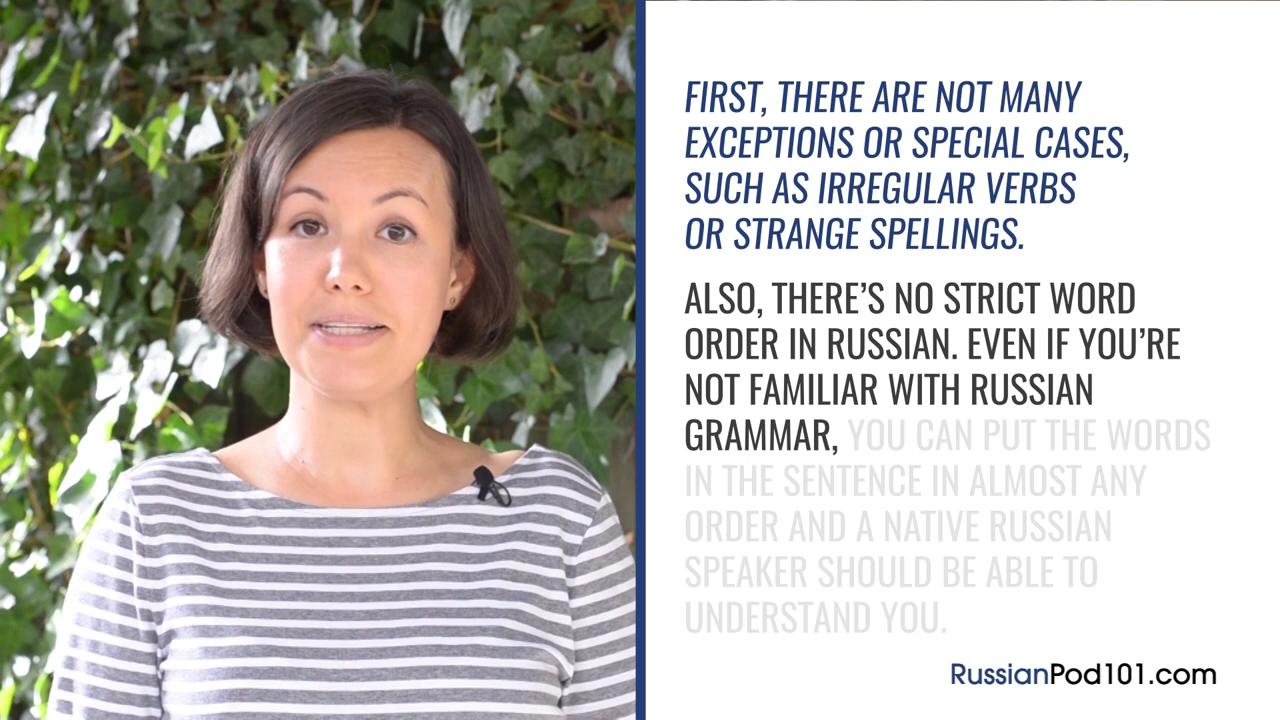 FIRST, THERE ARE NOT MANY
EXCEPTIONS OR SPECIAL CASES,
SUCH AS IRREGULAR VERBS
OR STRANGE SPELLINGS.
ALSO, THERE’S NO STRICT WORD
ORDER IN RUSSIAN. EVEN IF YOU’RE
NOT FAMILIAR WITH RUSSIAN
GRAMMAR, YOU CAN PUT THE WORDS
IN THE SENTENCE IN ALMOST ANY
ORDER AND A NATIVE RUSSIAN
SPEAKER SHOULD BE ABLE TO
UNDERSTAND YOU.
RussianPod101.com